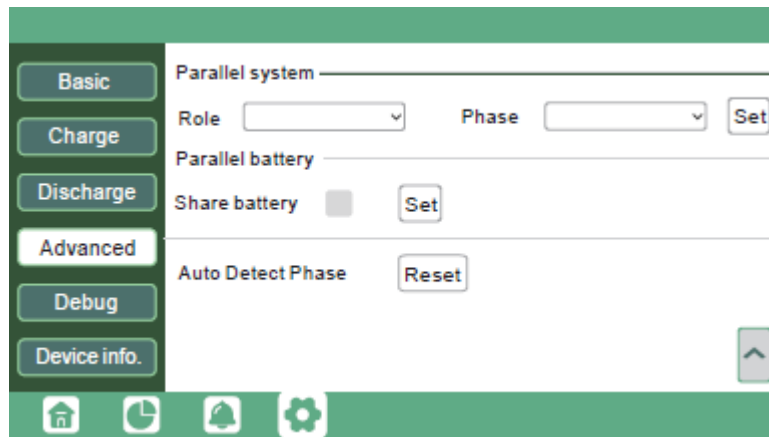 Basic
Charge
Discharge
Advanced
Debug
Device info.
Parallel system
Role
Phase
Set
Parallel battery
Share battery
Set
Auto Detect Phase
Reset